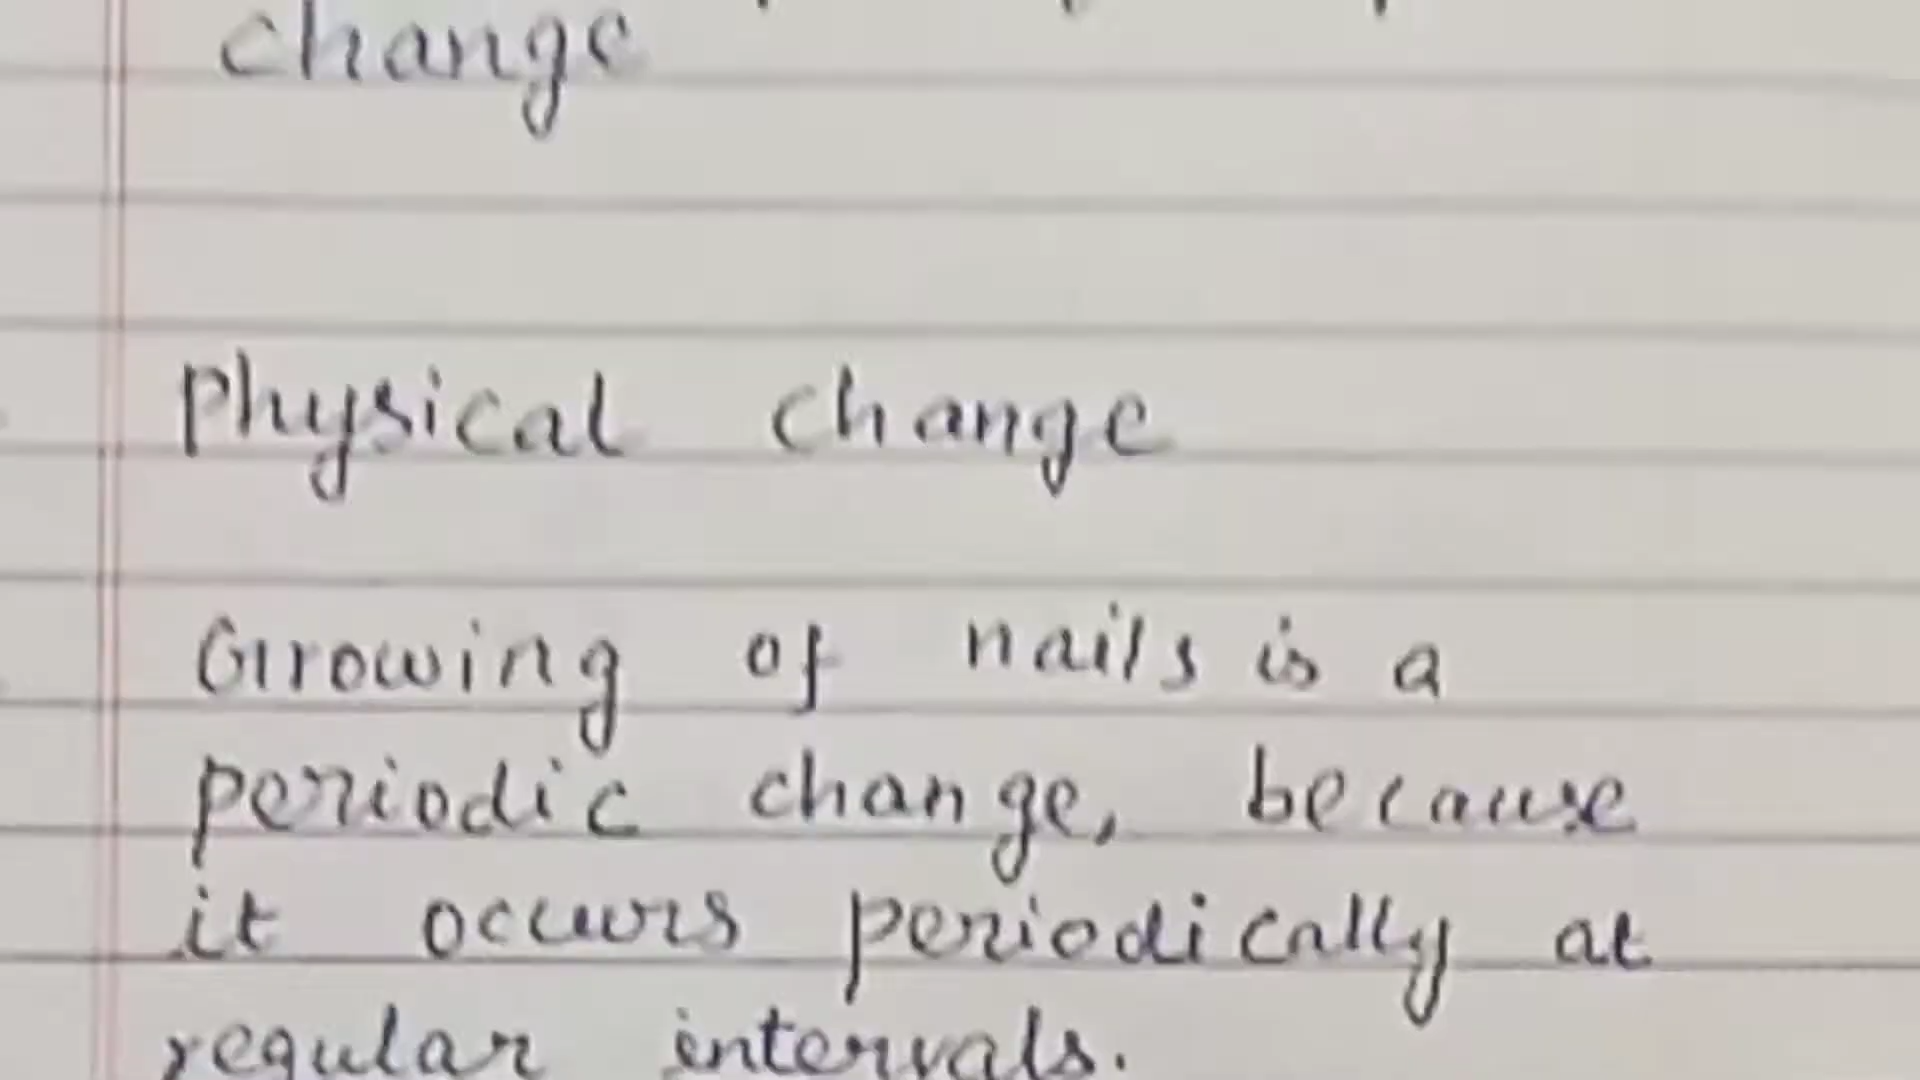 change
Physical change
Growing of nails is a
periodic change, because
it occurs periodically at
regular intervals.